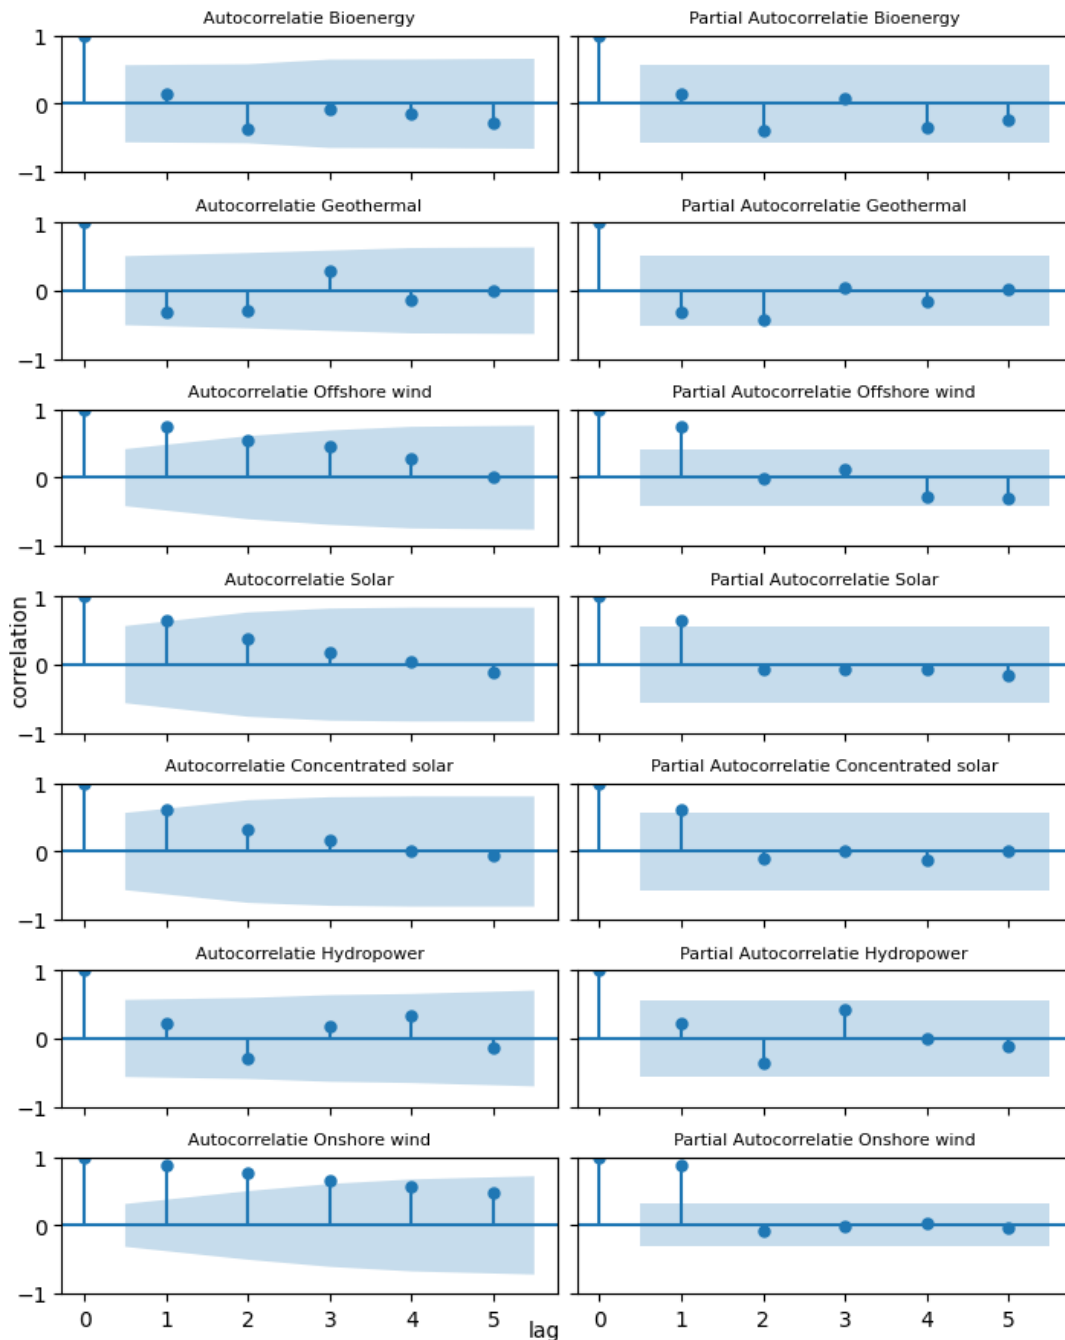 Autocorrelatie Bioenergy
Partial Autocorrelatie Bioenergy
1
0
−1
Autocorrelatie Geothermal
Partial Autocorrelatie Geothermal
1
0
−1
Autocorrelatie Offshore wind
Partial Autocorrelatie Offshore wind
1
0
−1
Autocorrelatie Solar
Partial Autocorrelatie Solar
1
0
−1
correlation
Autocorrelatie Concentrated solar
Partial Autocorrelatie Concentrated solar
1
0
−1
Autocorrelatie Hydropower
Partial Autocorrelatie Hydropower
1
0
−1
Autocorrelatie Onshore wind
Partial Autocorrelatie Onshore wind
1
0
−1
0 1 2 3 4 5
0 1 2 3 4 5
lag